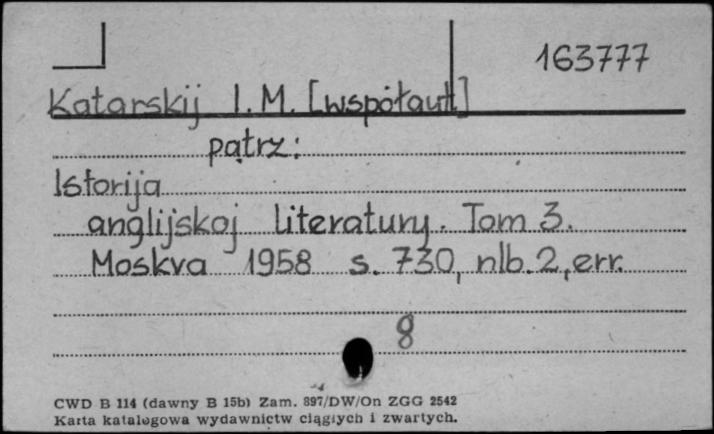 163777
Katarskij I. M. [współaut]
patrz:
Istorija
anglijskoj literatury. Tom 3.
Moskva 1958 s. 730, nlb. 2, err.
8
CWD B 114 (dawny B 15b) Zam. 897/DW/On ZGG 2542
Karta katalogowa wydawnictw ciągłych i zwartych.